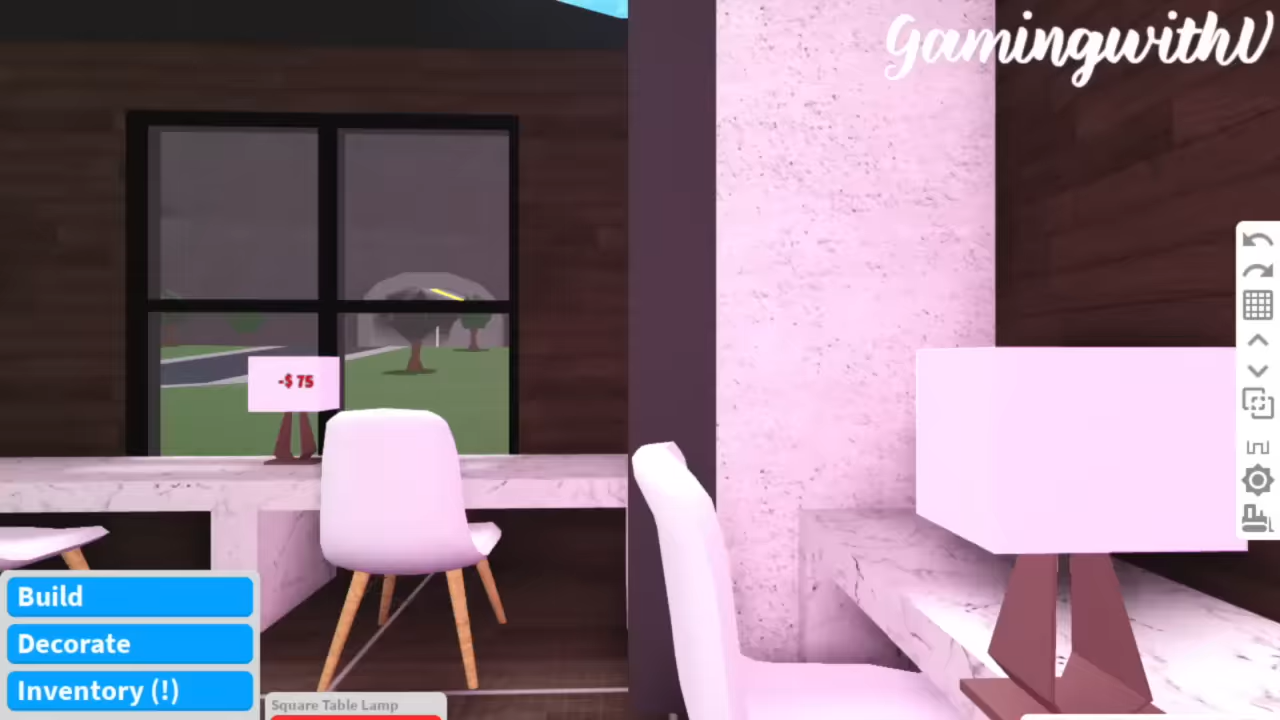 GamingwithV
-$ 75
Build
Decorate
Inventory (!)
Square Table Lamp